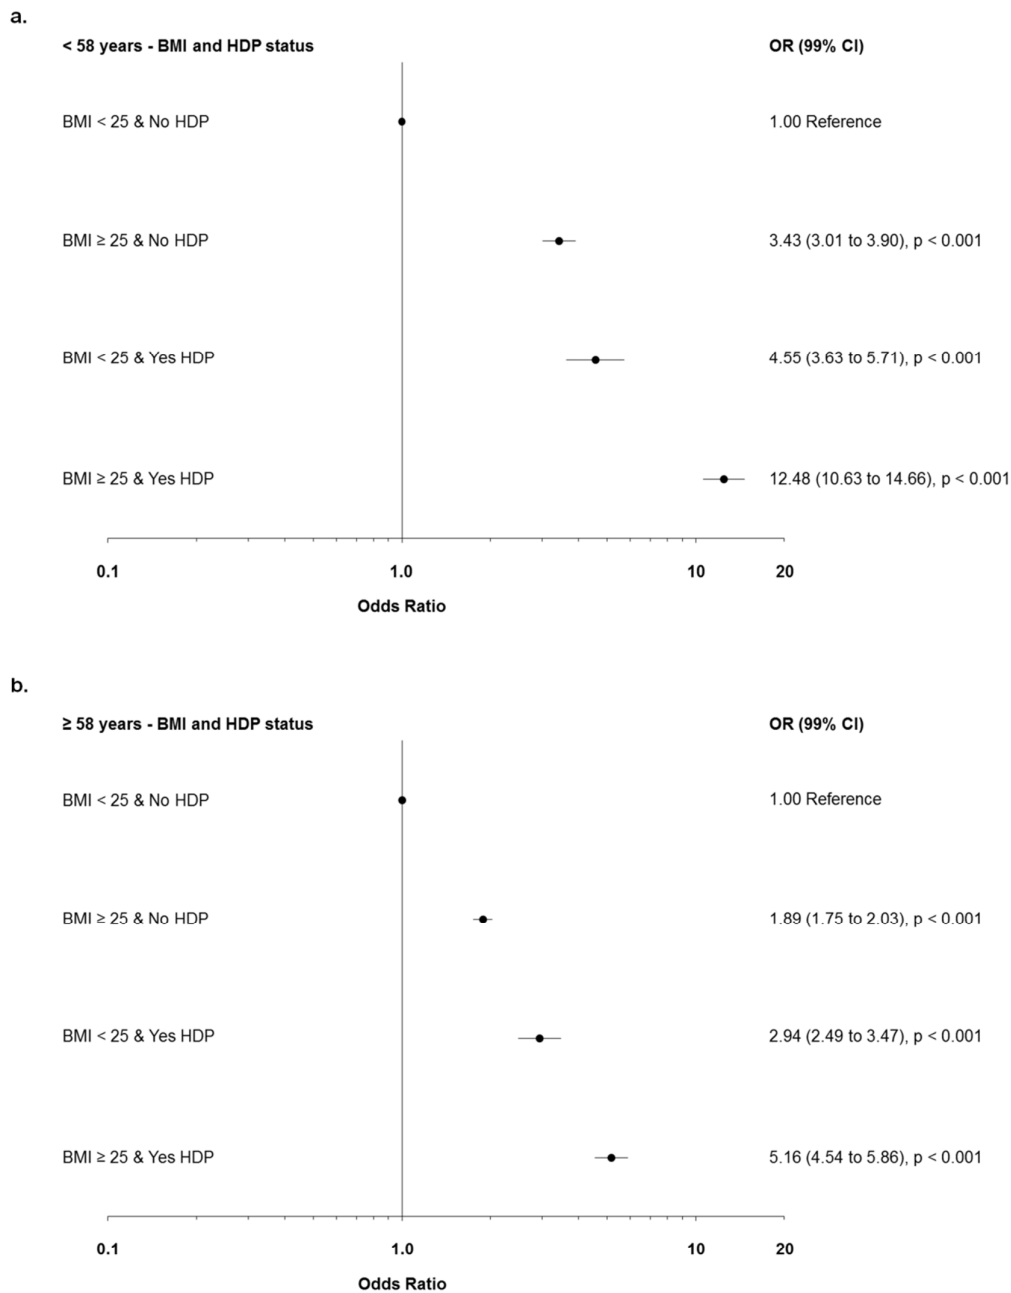 a.
< 58 years - BMI and HDP status OR (99% CI)
BMI < 25 & No HDP 1.00 Reference
BMI ≥ 25 & No HDP 3.43 (3.01 to 3.90), p < 0.001
BMI < 25 & Yes HDP 4.55 (3.63 to 5.71), p < 0.001
BMI ≥ 25 & Yes HDP 12.48 (10.63 to 14.66), p < 0.001
0.1 1.0 10 20
Odds Ratio
b.
≥ 58 years - BMI and HDP status OR (99% CI)
BMI < 25 & No HDP 1.00 Reference
BMI ≥ 25 & No HDP 1.89 (1.75 to 2.03), p < 0.001
BMI < 25 & Yes HDP 2.94 (2.49 to 3.47), p < 0.001
BMI ≥ 25 & Yes HDP 5.16 (4.54 to 5.86), p < 0.001
0.1 1.0 10 20
Odds Ratio